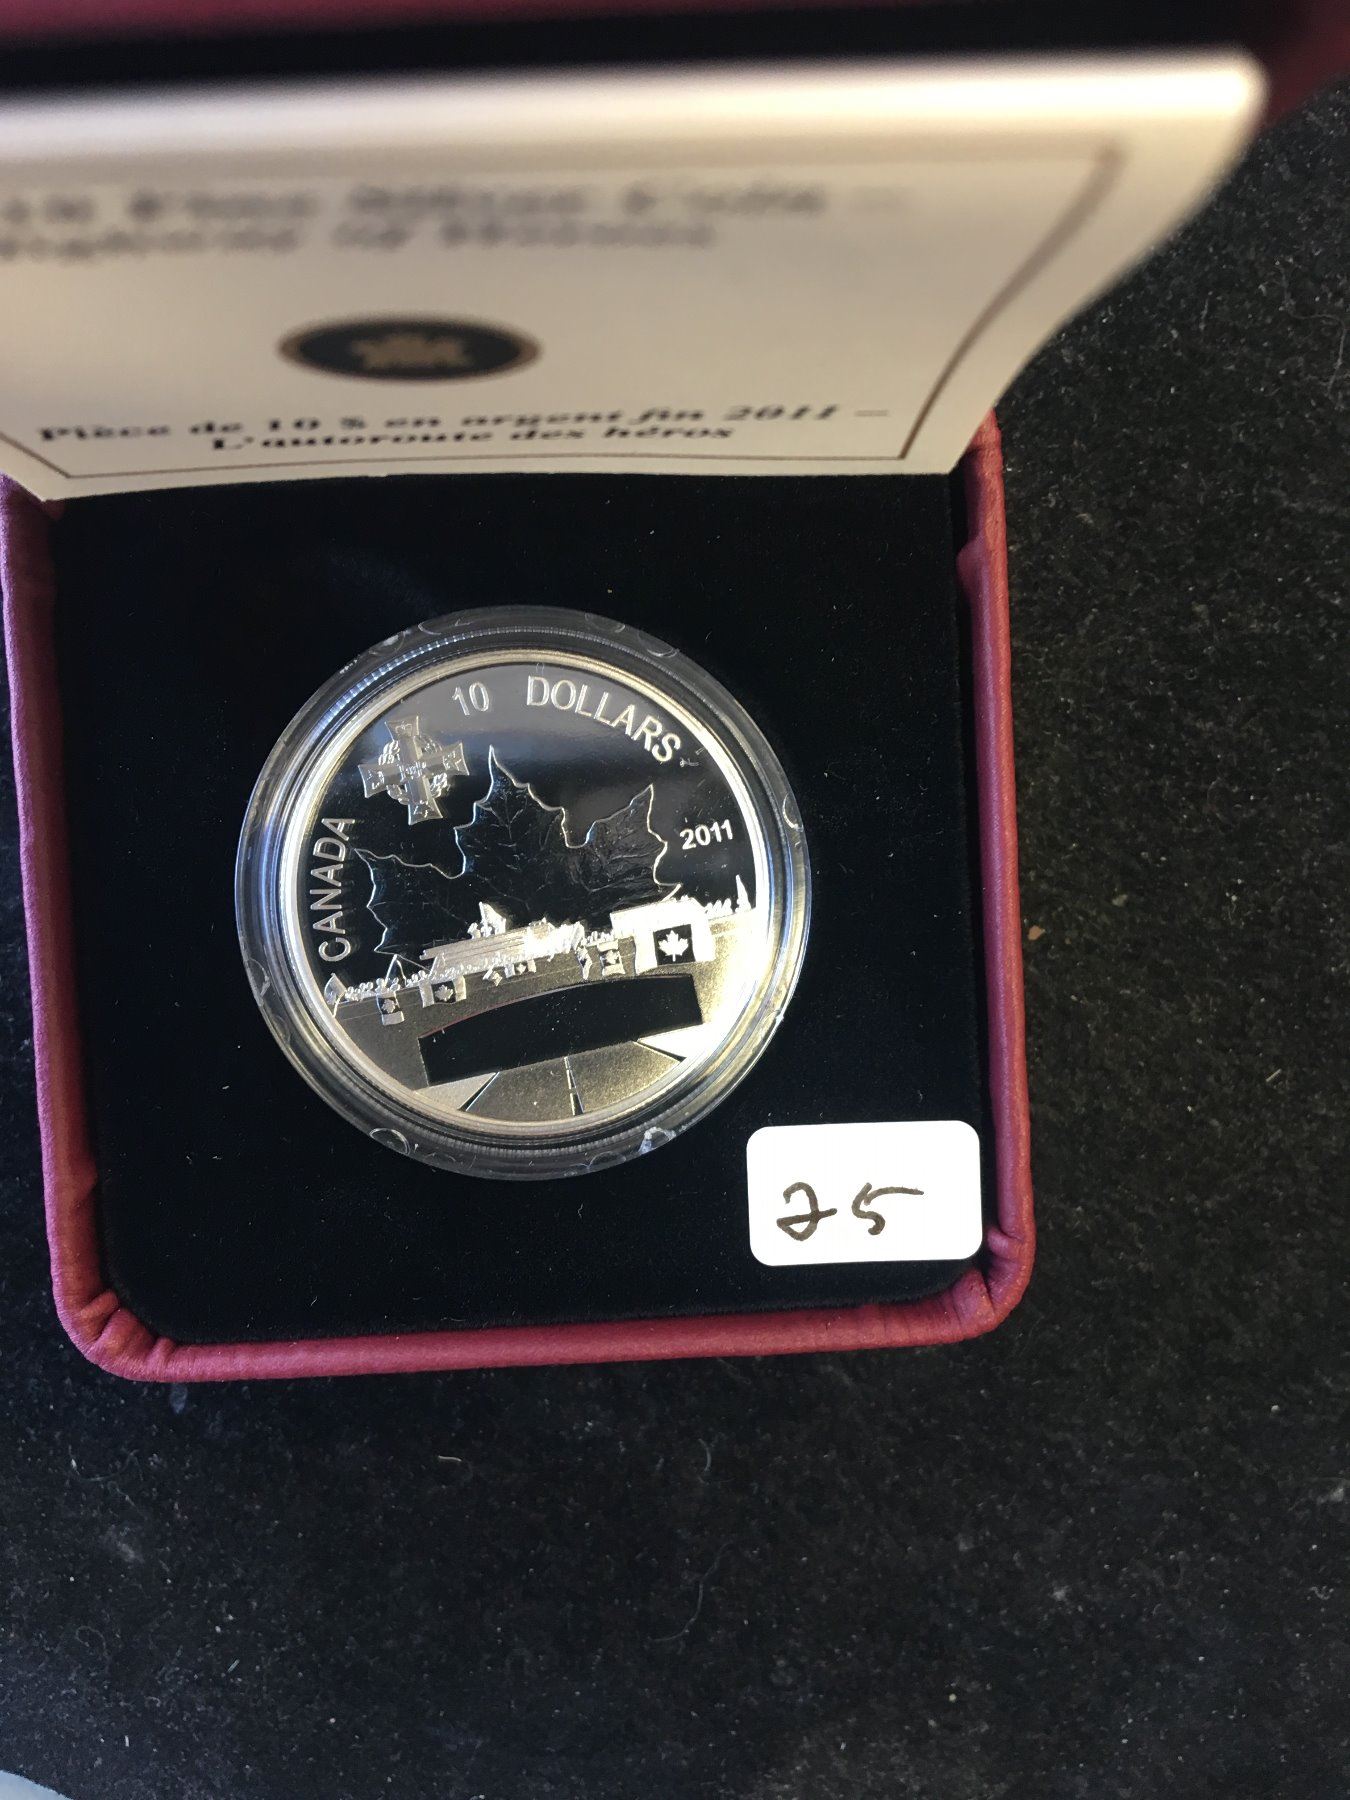 Pièce de 10 $ en argent fin 2011 —
L'autoroute des héros
10 DOLLARS
CANADA
2011
25